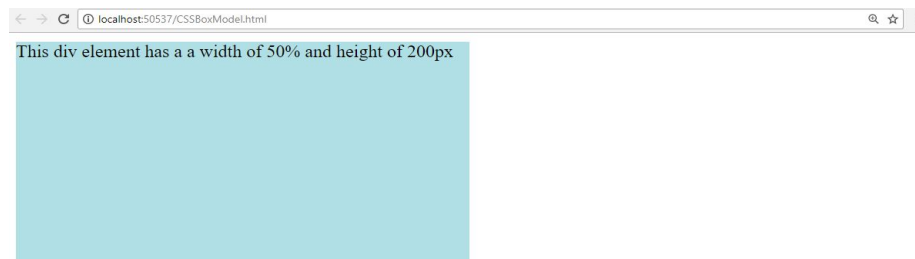 localhost:50537/CSSBoxModel.html
This div element has a a width of 50% and height of 200px